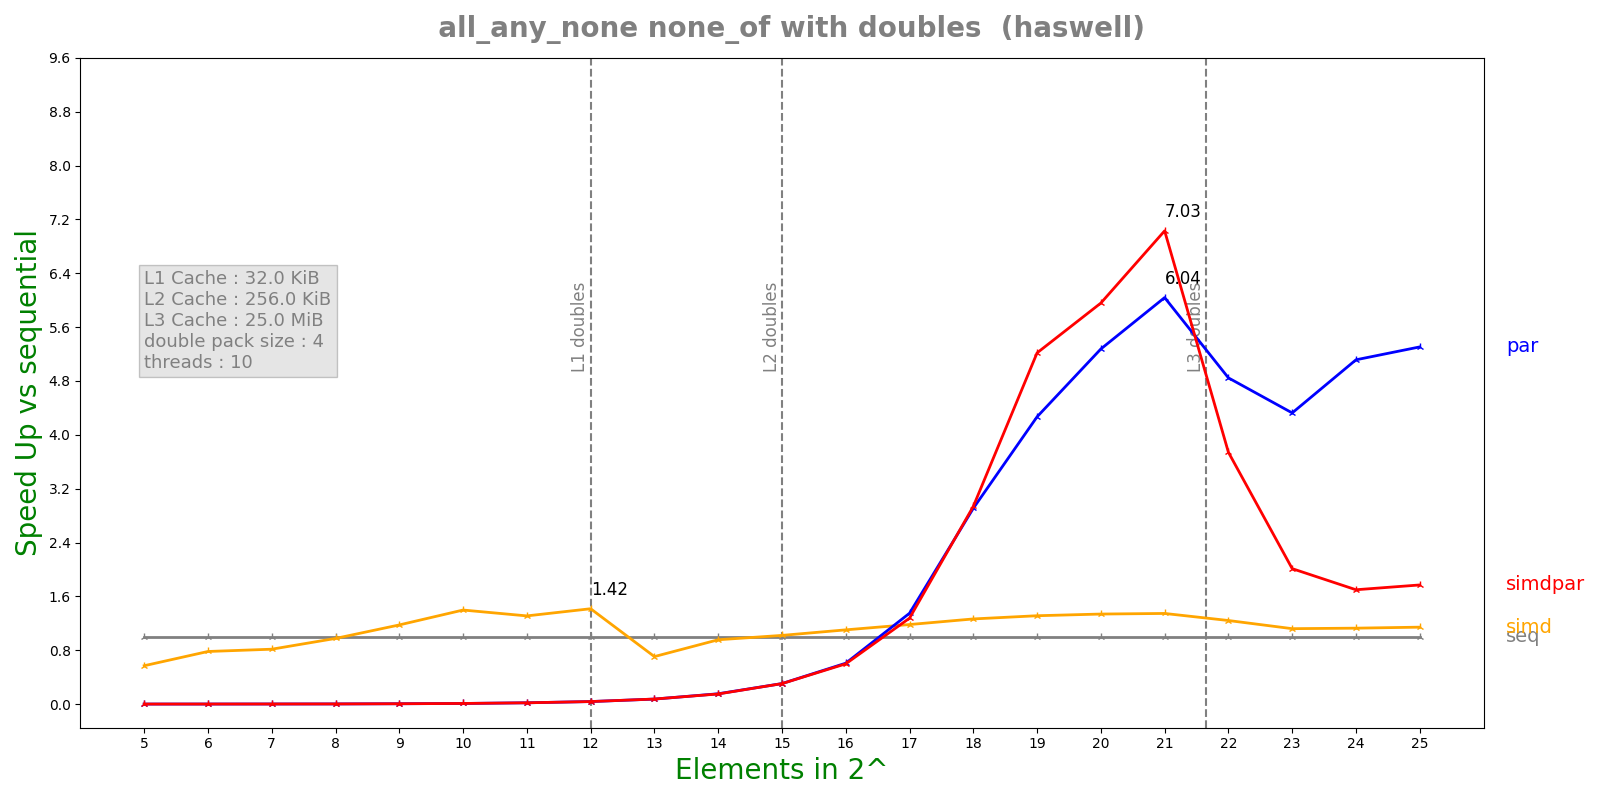 all_any_none none_of with doubles  (haswell)
Speed Up vs sequential
9.6
8.8
8.0
7.2
6.4
5.6
4.8
4.0
3.2
2.4
1.6
0.8
0.0
L1 Cache : 32.0 KiB
L2 Cache : 256.0 KiB
L3 Cache : 25.0 MiB
double pack size : 4
threads : 10
L1 doubles
L2 doubles
L3 doubles
1.42
7.03
6.04
par
simdpar
simd
seq
5 6 7 8 9 10 11 12 13 14 15 16 17 18 19 20 21 22 23 24 25
Elements in 2^